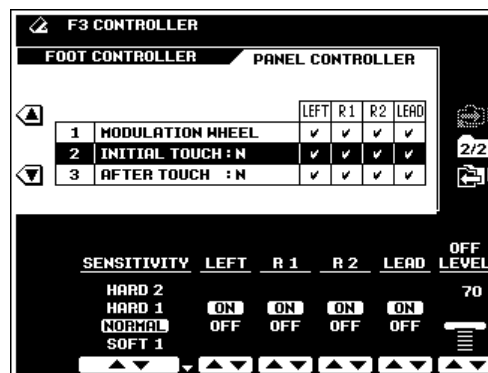 F3 CONTROLLER
FOOT CONTROLLER PANEL CONTROLLER
LEFT R1 R2 LEAD
1 MODULATION WHEEL
2 INITIAL TOUCH : N
3 AFTER TOUCH : N
2/2
OFF
SENSITIVITY LEFT R 1 R 2 LEAD LEVEL
HARD 2 70
HARD 1 ON ON ON ON
NORMAL OFF OFF OFF OFF
SOFT 1